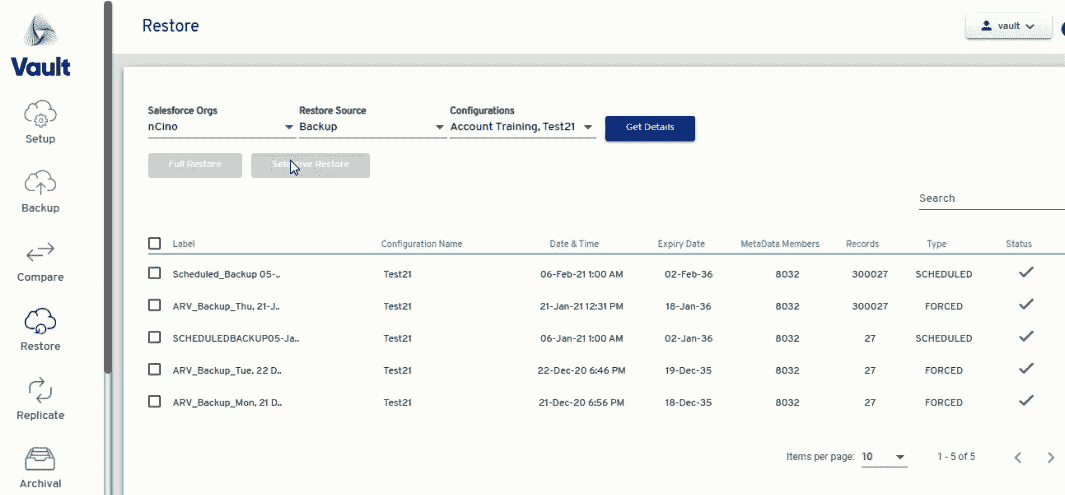 Restore
vault
Vault
Setup
Backup
Compare
Restore
Replicate
Archival
Salesforce Orgs Restore Source Configurations
nCino Backup Account Training, Test21 Get Details
Full Restore Selective Restore
Search
Label Configuration Name Date & Time Expiry Date MetaData Members Records Type Status
Scheduled_Backup 05-.. Test21 06-Feb-21 1:00 AM 02-Feb-36 8032 300027 SCHEDULED
ARV_Backup_Thu, 21-J.. Test21 21-Jan-21 12:31 PM 18-Jan-36 8032 300027 FORCED
SCHEDULEDBACKUP05-Ja.. Test21 06-Jan-21 1:00 AM 02-Jan-36 8032 27 SCHEDULED
ARV_Backup_Tue, 22 D.. Test21 22-Dec-20 6:46 PM 19-Dec-35 8032 27 FORCED
ARV_Backup_Mon, 21 D.. Test21 21-Dec-20 6:56 PM 18-Dec-35 8032 27 FORCED
Items per page: 10 1 - 5 of 5